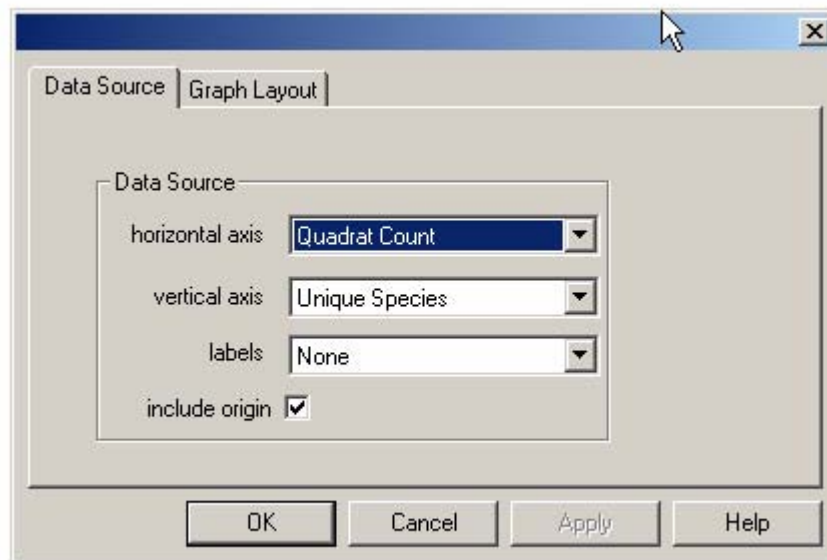 Data Source Graph Layout
Data Source
horizontal axis Quadrat Count
vertical axis Unique Species
labels None
include origin
OK Cancel Apply Help